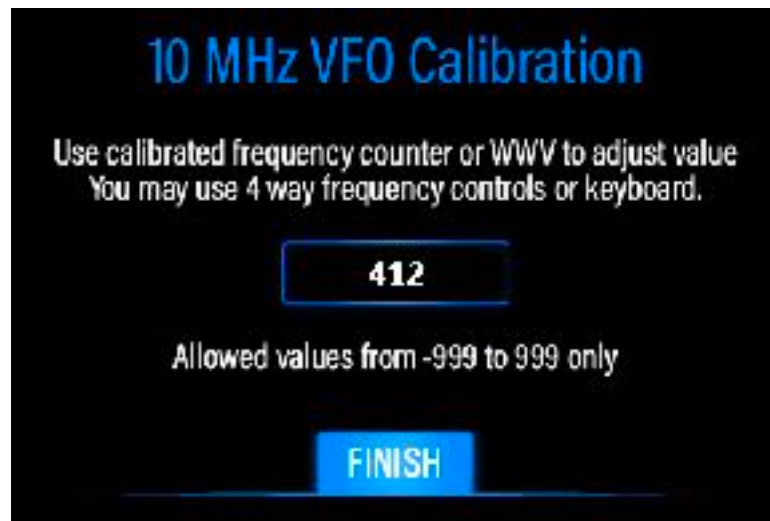 10 MHz VFO Calibration
Use calibrated frequency counter or WWV to adjust value
You may use 4 way frequency controls or keyboard.
412
Allowed values from -999 to 999 only
FINISH